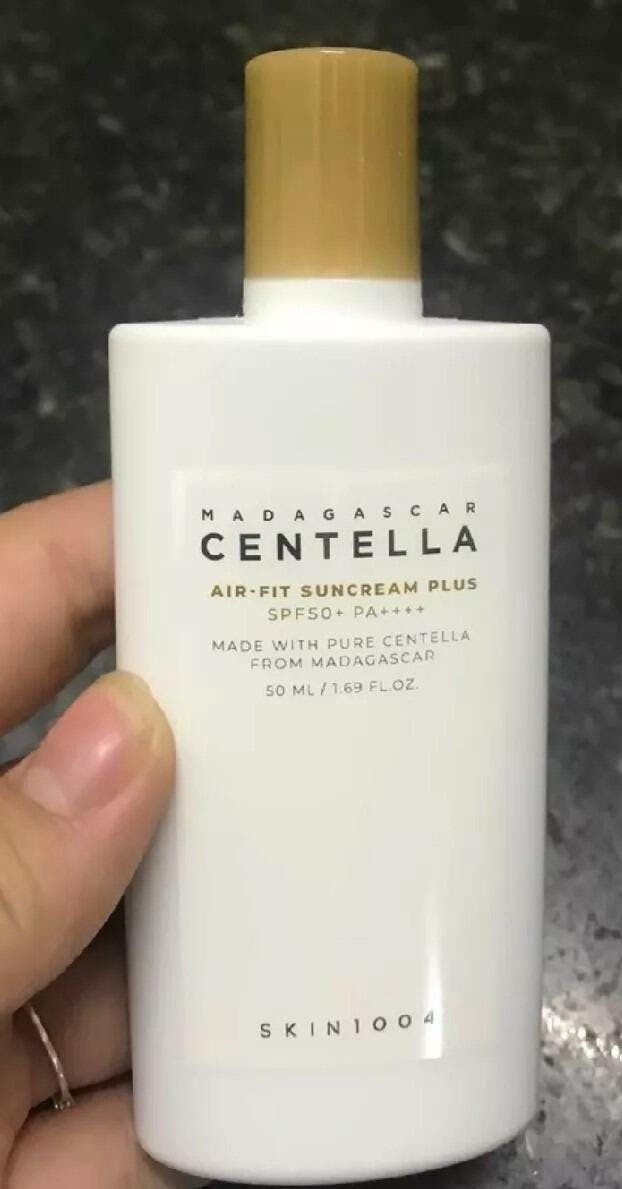 MADAGASCAR
CENTELLA
AIR-FIT SUNCREAM PLUS
SPF50+ PA++++
MADE WITH PURE CENTELLA
FROM MADAGASCAR
50 ML / 1.69 FL.OZ.
SKIN1004